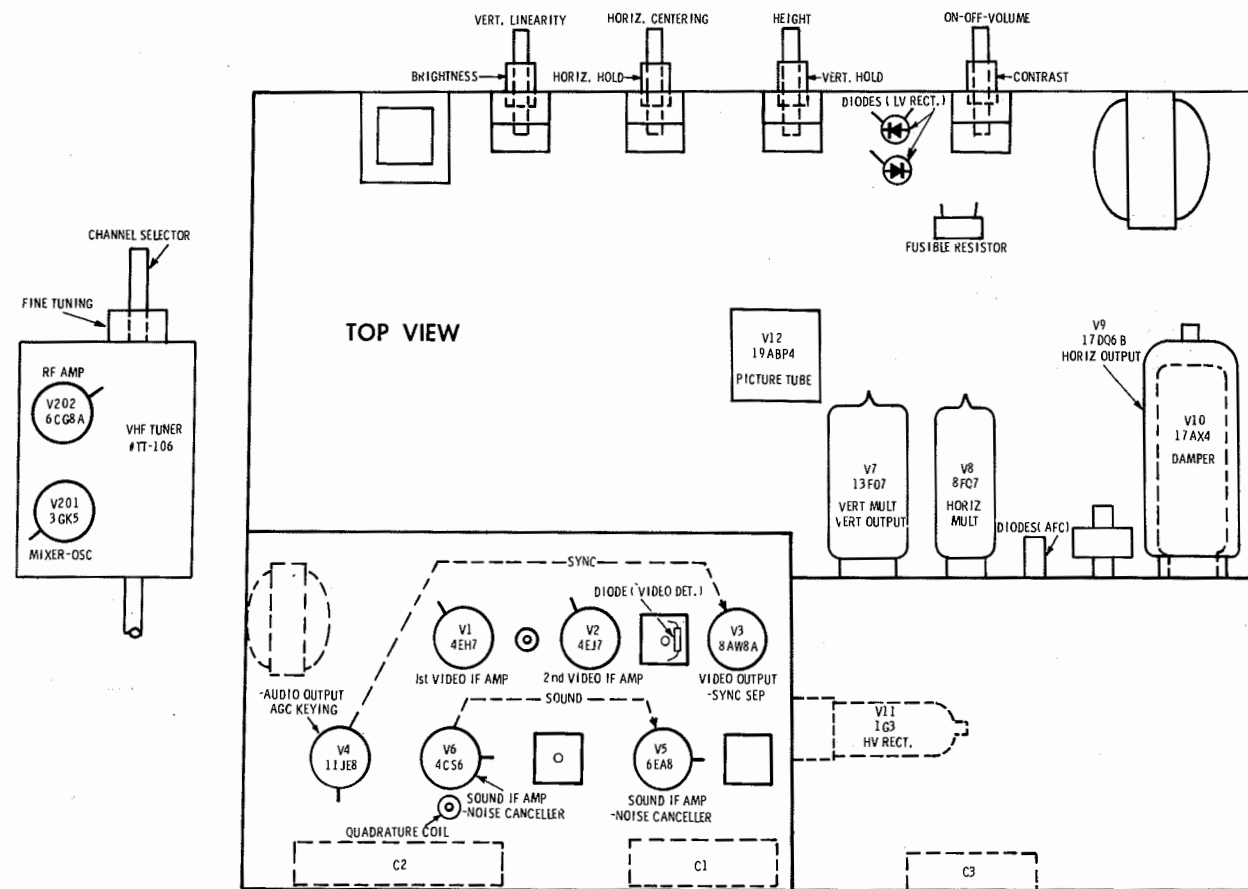 VERT. LINEARITY
HORIZ. CENTERING
HEIGHT
ON-OFF-VOLUME
BRIGHTNESS
HORIZ. HOLD
VERT. HOLD
CONTRAST
DIODES (LV RECT.)
FUSIBLE RESISTOR
CHANNEL SELECTOR
FINE TUNING
TOP VIEW
RF AMP
V202
6CG8A
VHF TUNER
#TT-106
V201
3GK5
MIXER-OSC
V12
19ABP4
PICTURE TUBE
V9
17DQ6B
HORIZ OUTPUT
V10
17AX4
DAMPER
V7
13FO7
VERT MULT
VERT OUTPUT
V8
8FQ7
HORIZ
MULT
DIODES(AFC)
SYNC
DIODE (VIDEO DET.)
V1
4EH7
1st VIDEO IF AMP
V2
4EJ7
2nd VIDEO IF AMP
V3
8AW8A
VIDEO OUTPUT
-SYNC SEP
SOUND
-AUDIO OUTPUT
AGC KEYING
V4
11JE8
V6
4CS6
SOUND IF AMP
-NOISE CANCELLER
V5
6EA8
SOUND IF AMP
-NOISE CANCELLER
V11
1G3
HV RECT.
QUADRATURE COIL
C2
C1
C3